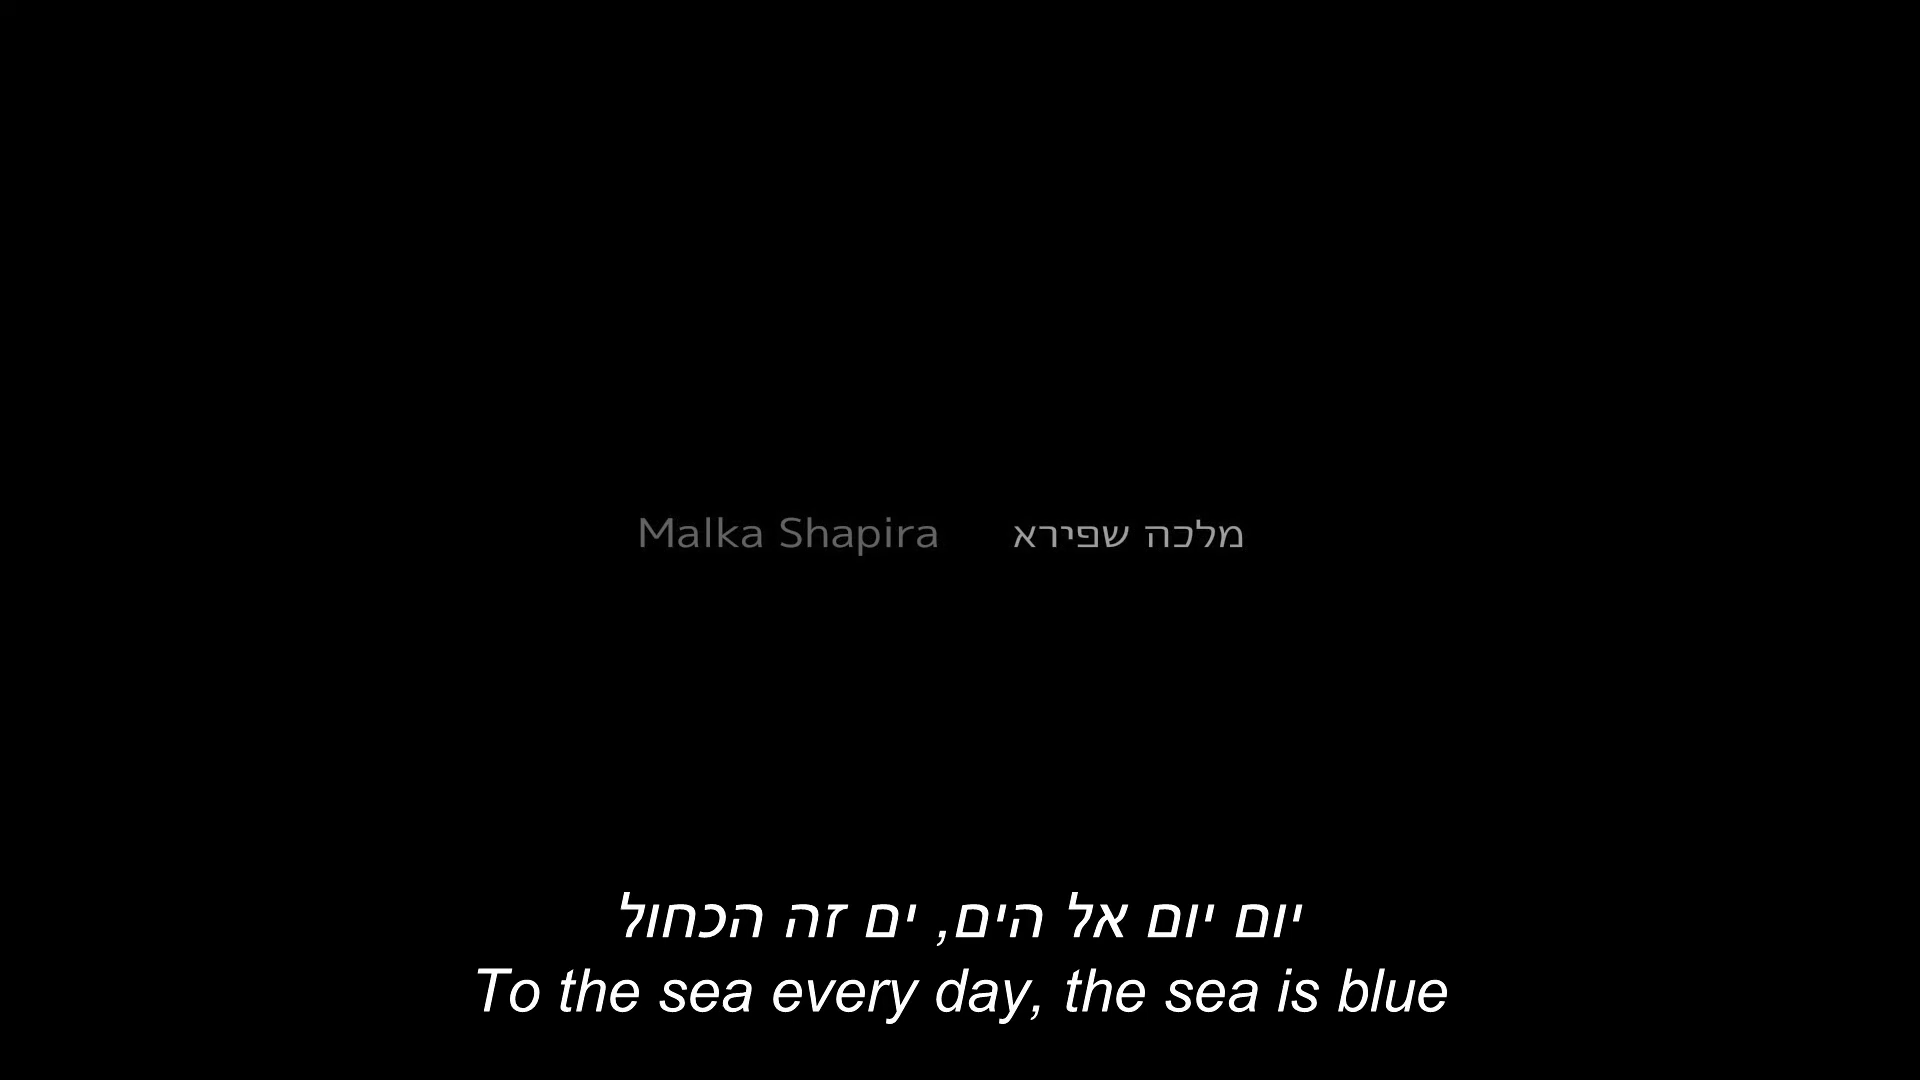 Malka Shapira מלכה שפירא
יום יום אל הים, ים זה הכחול
To the sea every day, the sea is blue